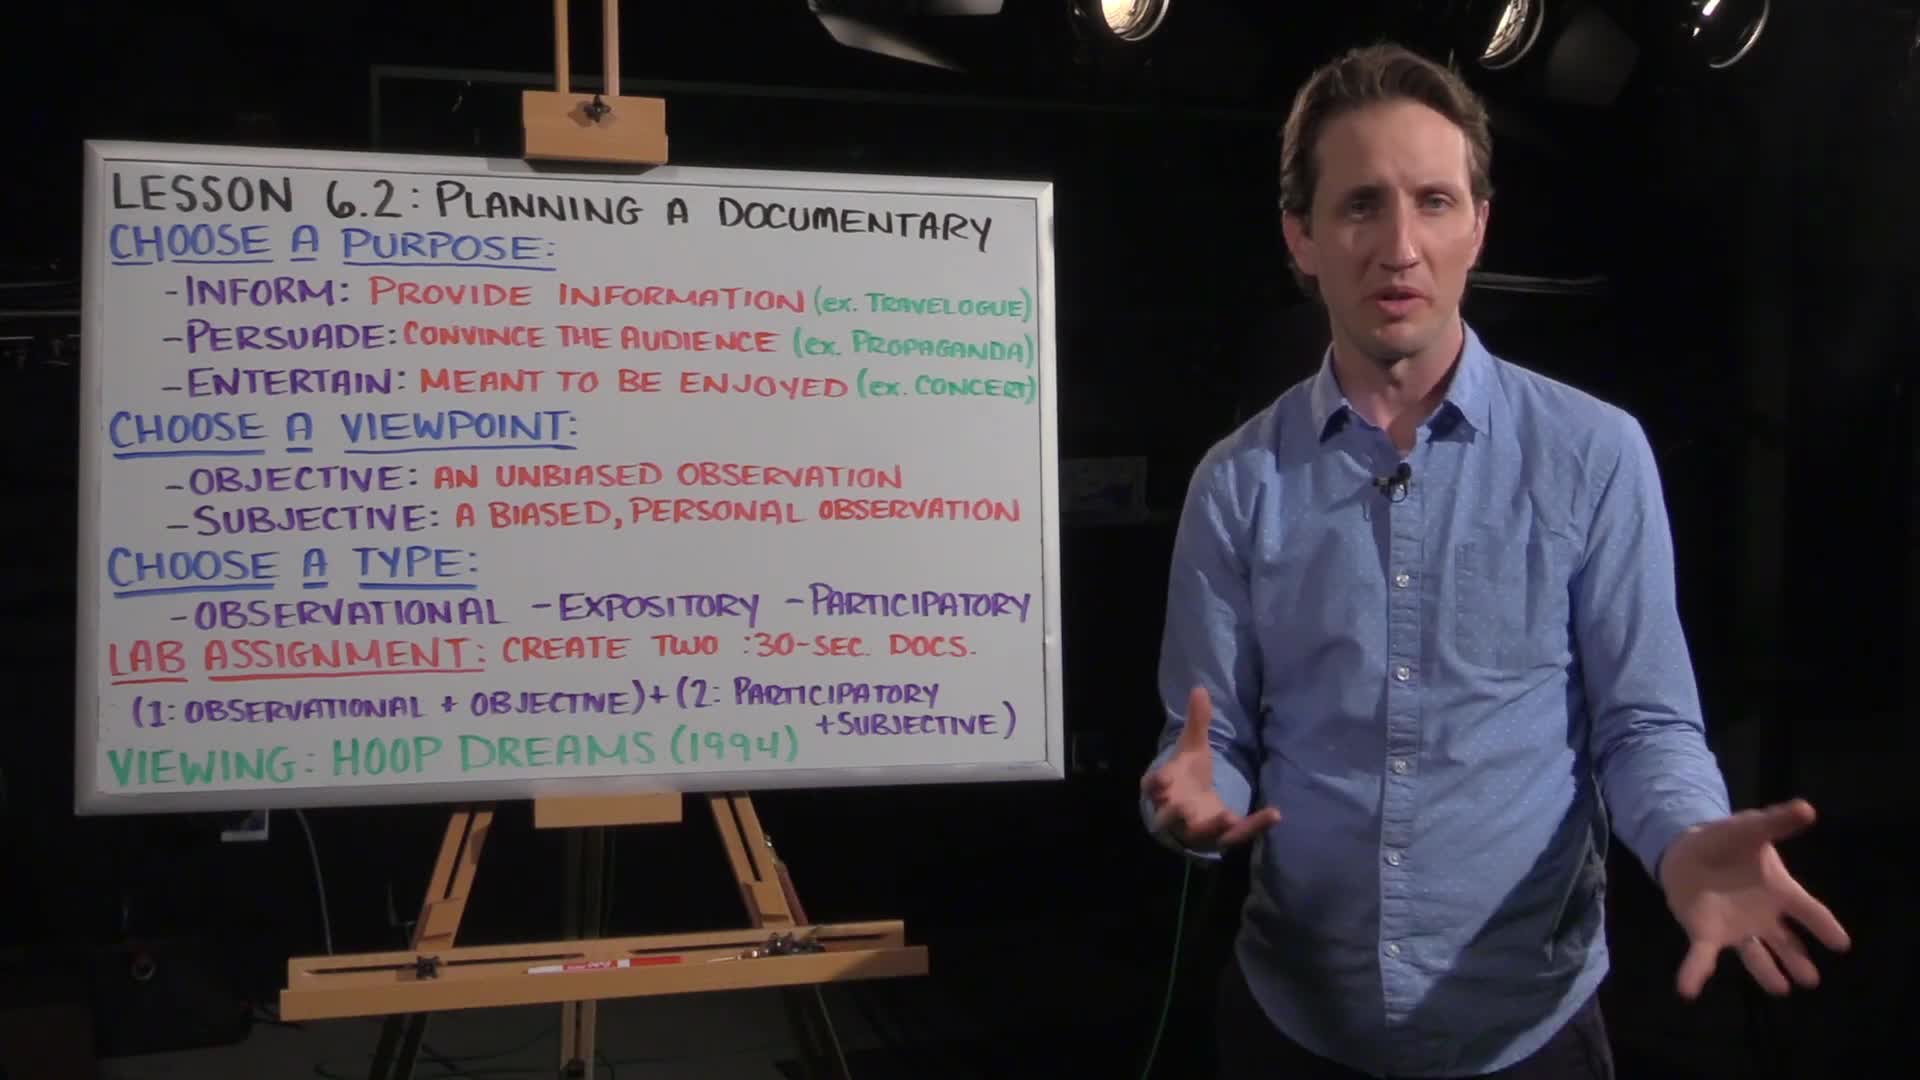 LESSON 6.2: PLANNING A DOCUMENTARY
CHOOSE A PURPOSE:
-INFORM: PROVIDE INFORMATION (ex. TRAVELOGUE)
-PERSUADE: CONVINCE THE AUDIENCE (ex. PROPAGANDA)
-ENTERTAIN: MEANT TO BE ENJOYED (ex. CONCERT)
CHOOSE A VIEWPOINT:
-OBJECTIVE: AN UNBIASED OBSERVATION
-SUBJECTIVE: A BIASED, PERSONAL OBSERVATION
CHOOSE A TYPE:
-OBSERVATIONAL -EXPOSITORY -PARTICIPATORY
LAB ASSIGNMENT: CREATE TWO :30-SEC. DOCS.
(1: OBSERVATIONAL + OBJECTIVE) + (2: PARTICIPATORY
+SUBJECTIVE)
VIEWING: HOOP DREAMS (1994)